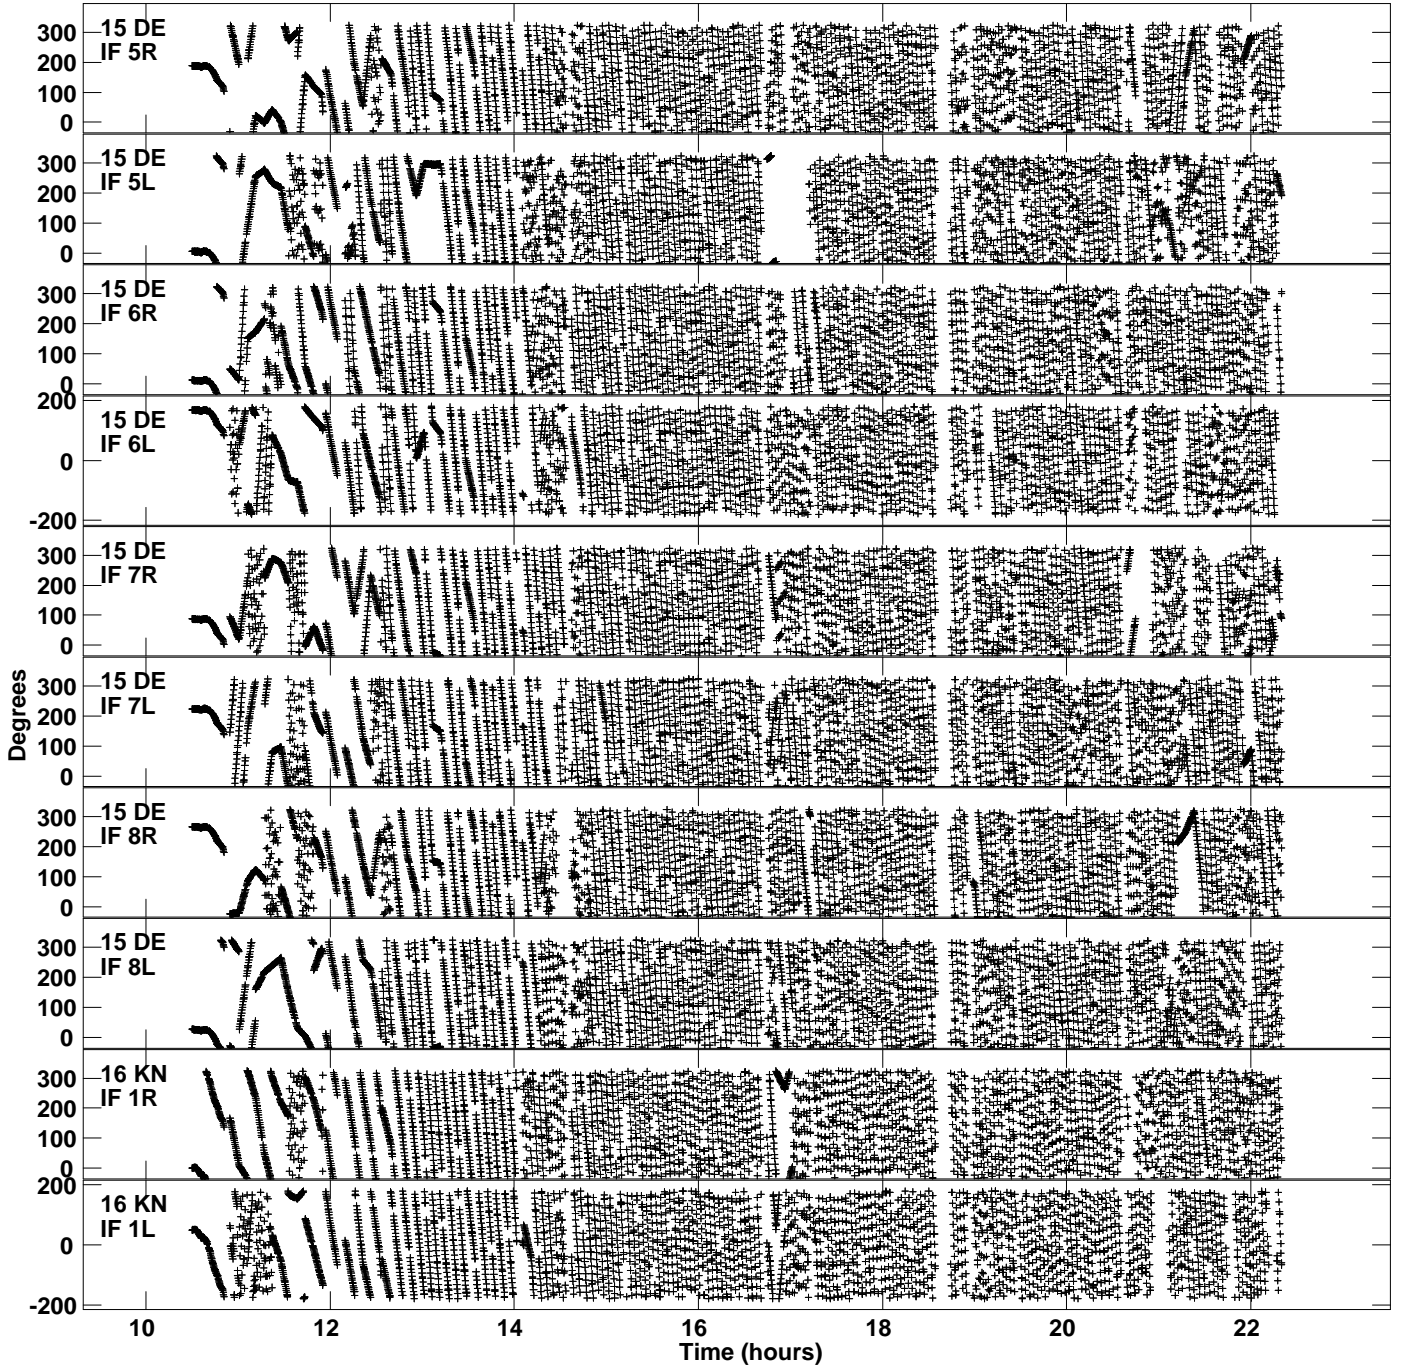 15 DE
IF 5R
300
200
100
0
15 DE
IF 5L
300
200
100
0
15 DE
IF 6R
300
200
100
0
15 DE
IF 6L
200
0
-200
15 DE
IF 7R
300
200
100
0
Degrees
15 DE
IF 7L
300
200
100
0
15 DE
IF 8R
300
200
100
0
15 DE
IF 8L
300
200
100
0
16 KN
IF 1R
300
200
100
0
16 KN
IF 1L
200
0
-200
10 12 14 16 18 20 22
Time (hours)